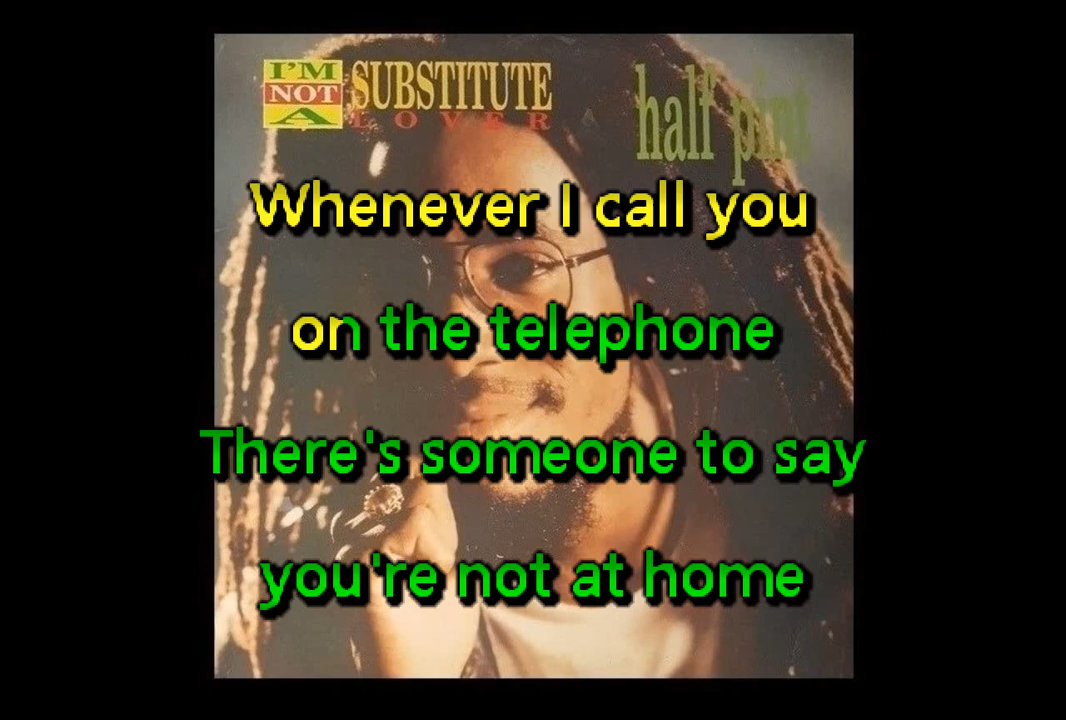 I'M
NOT
A
SUBSTITUTE
LOVER
half pint
Whenever I call you
on the telephone
There's someone to say
you're not at home